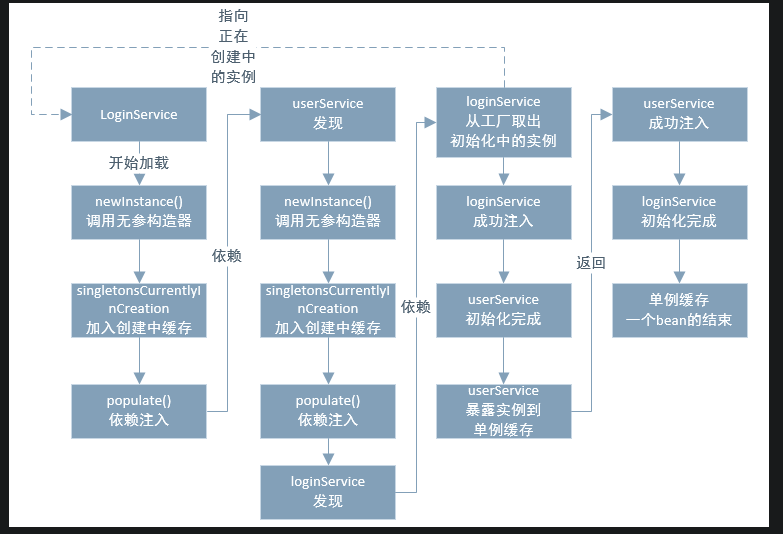 指向
正在
创建中
的实例
LoginService
开始加载
newInstance()
调用无参构造器
singletonsCurrentlyI
nCreation
加入创建中缓存
populate()
依赖注入
依赖
userService
发现
newInstance()
调用无参构造器
singletonsCurrentlyI
nCreation
加入创建中缓存
populate()
依赖注入
loginService
发现
依赖
loginService
从工厂取出
初始化中的实例
loginService
成功注入
userService
初始化完成
userService
暴露实例到
单例缓存
返回
userService
成功注入
loginService
初始化完成
单例缓存
一个bean的结束